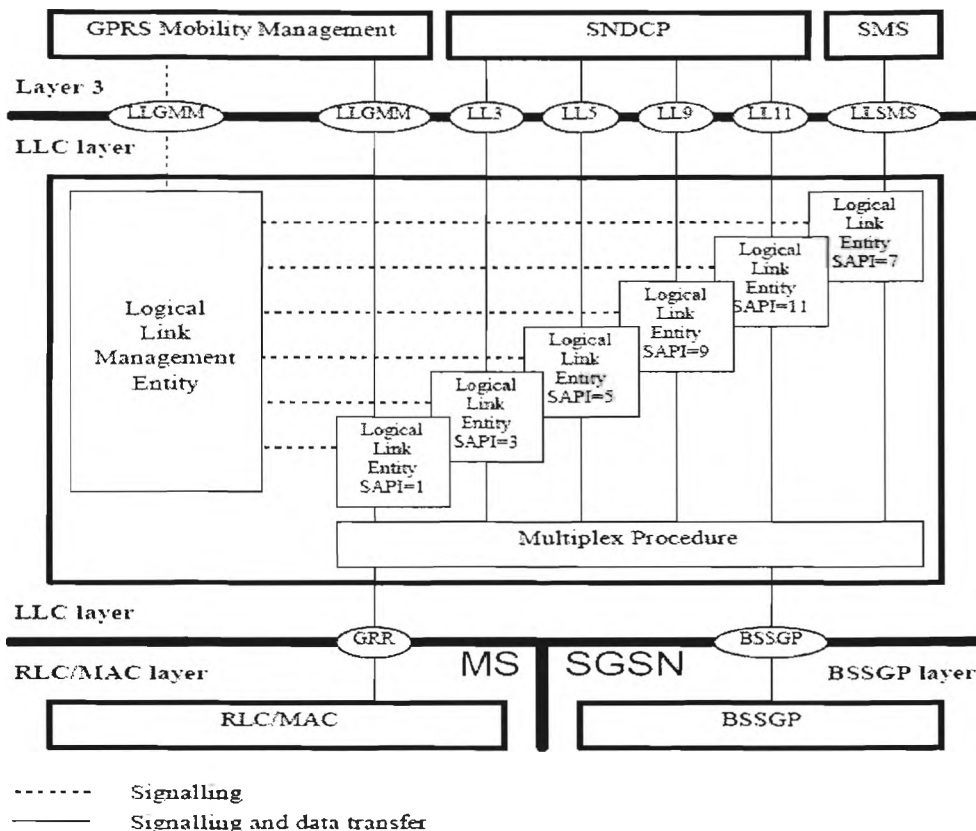 GPRS Mobility Management
SNDCP
SMS
Layer 3
LLGMM
LLGMM
LL3
LL5
LL9
LL11
LLSMS
LLC layer
Logical
Link
Management
Entity
Logical
Link
Entity
SAPI=7
Logical
Link
Entity
SAPI=11
Logical
Link
Entity
SAPI=9
Logical
Link
Entity
SAPI=5
Logical
Link
Entity
SAPI=3
Logical
Link
Entity
SAPI=1
Multiplex Procedure
LLC layer
GRR
BSSGP
RLC/MAC layer
MS
SGSN
BSSGP layer
RLC/MAC
BSSGP
Signalling
Signalling and data transfer